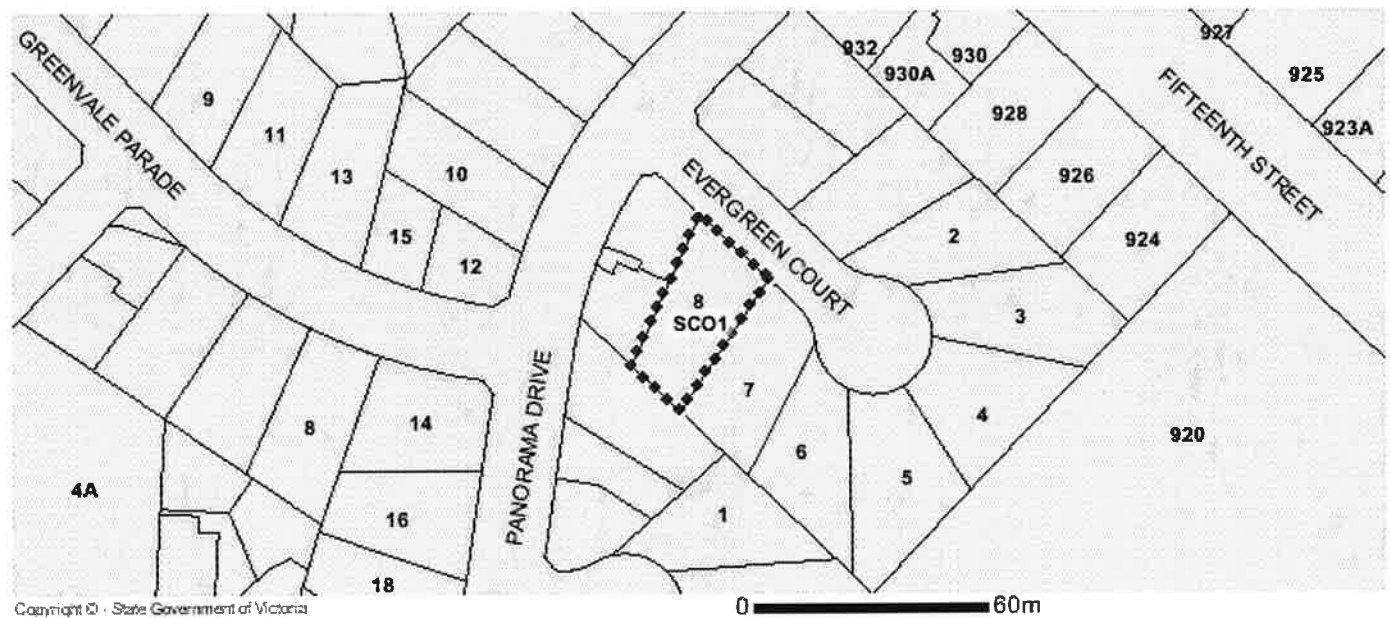 927
932
930
925
GREENVALE PARADE
930A
FIFTEENTH STREET
9
928
923A
11
EVERGREEN COURT
13
10
926
15
2
924
12
8
SCO1
3
PANORAMA DRIVE
7
4
8
14
920
6
5
4A
16
1
18
Copyright © - State Government of Victoria
0 60m